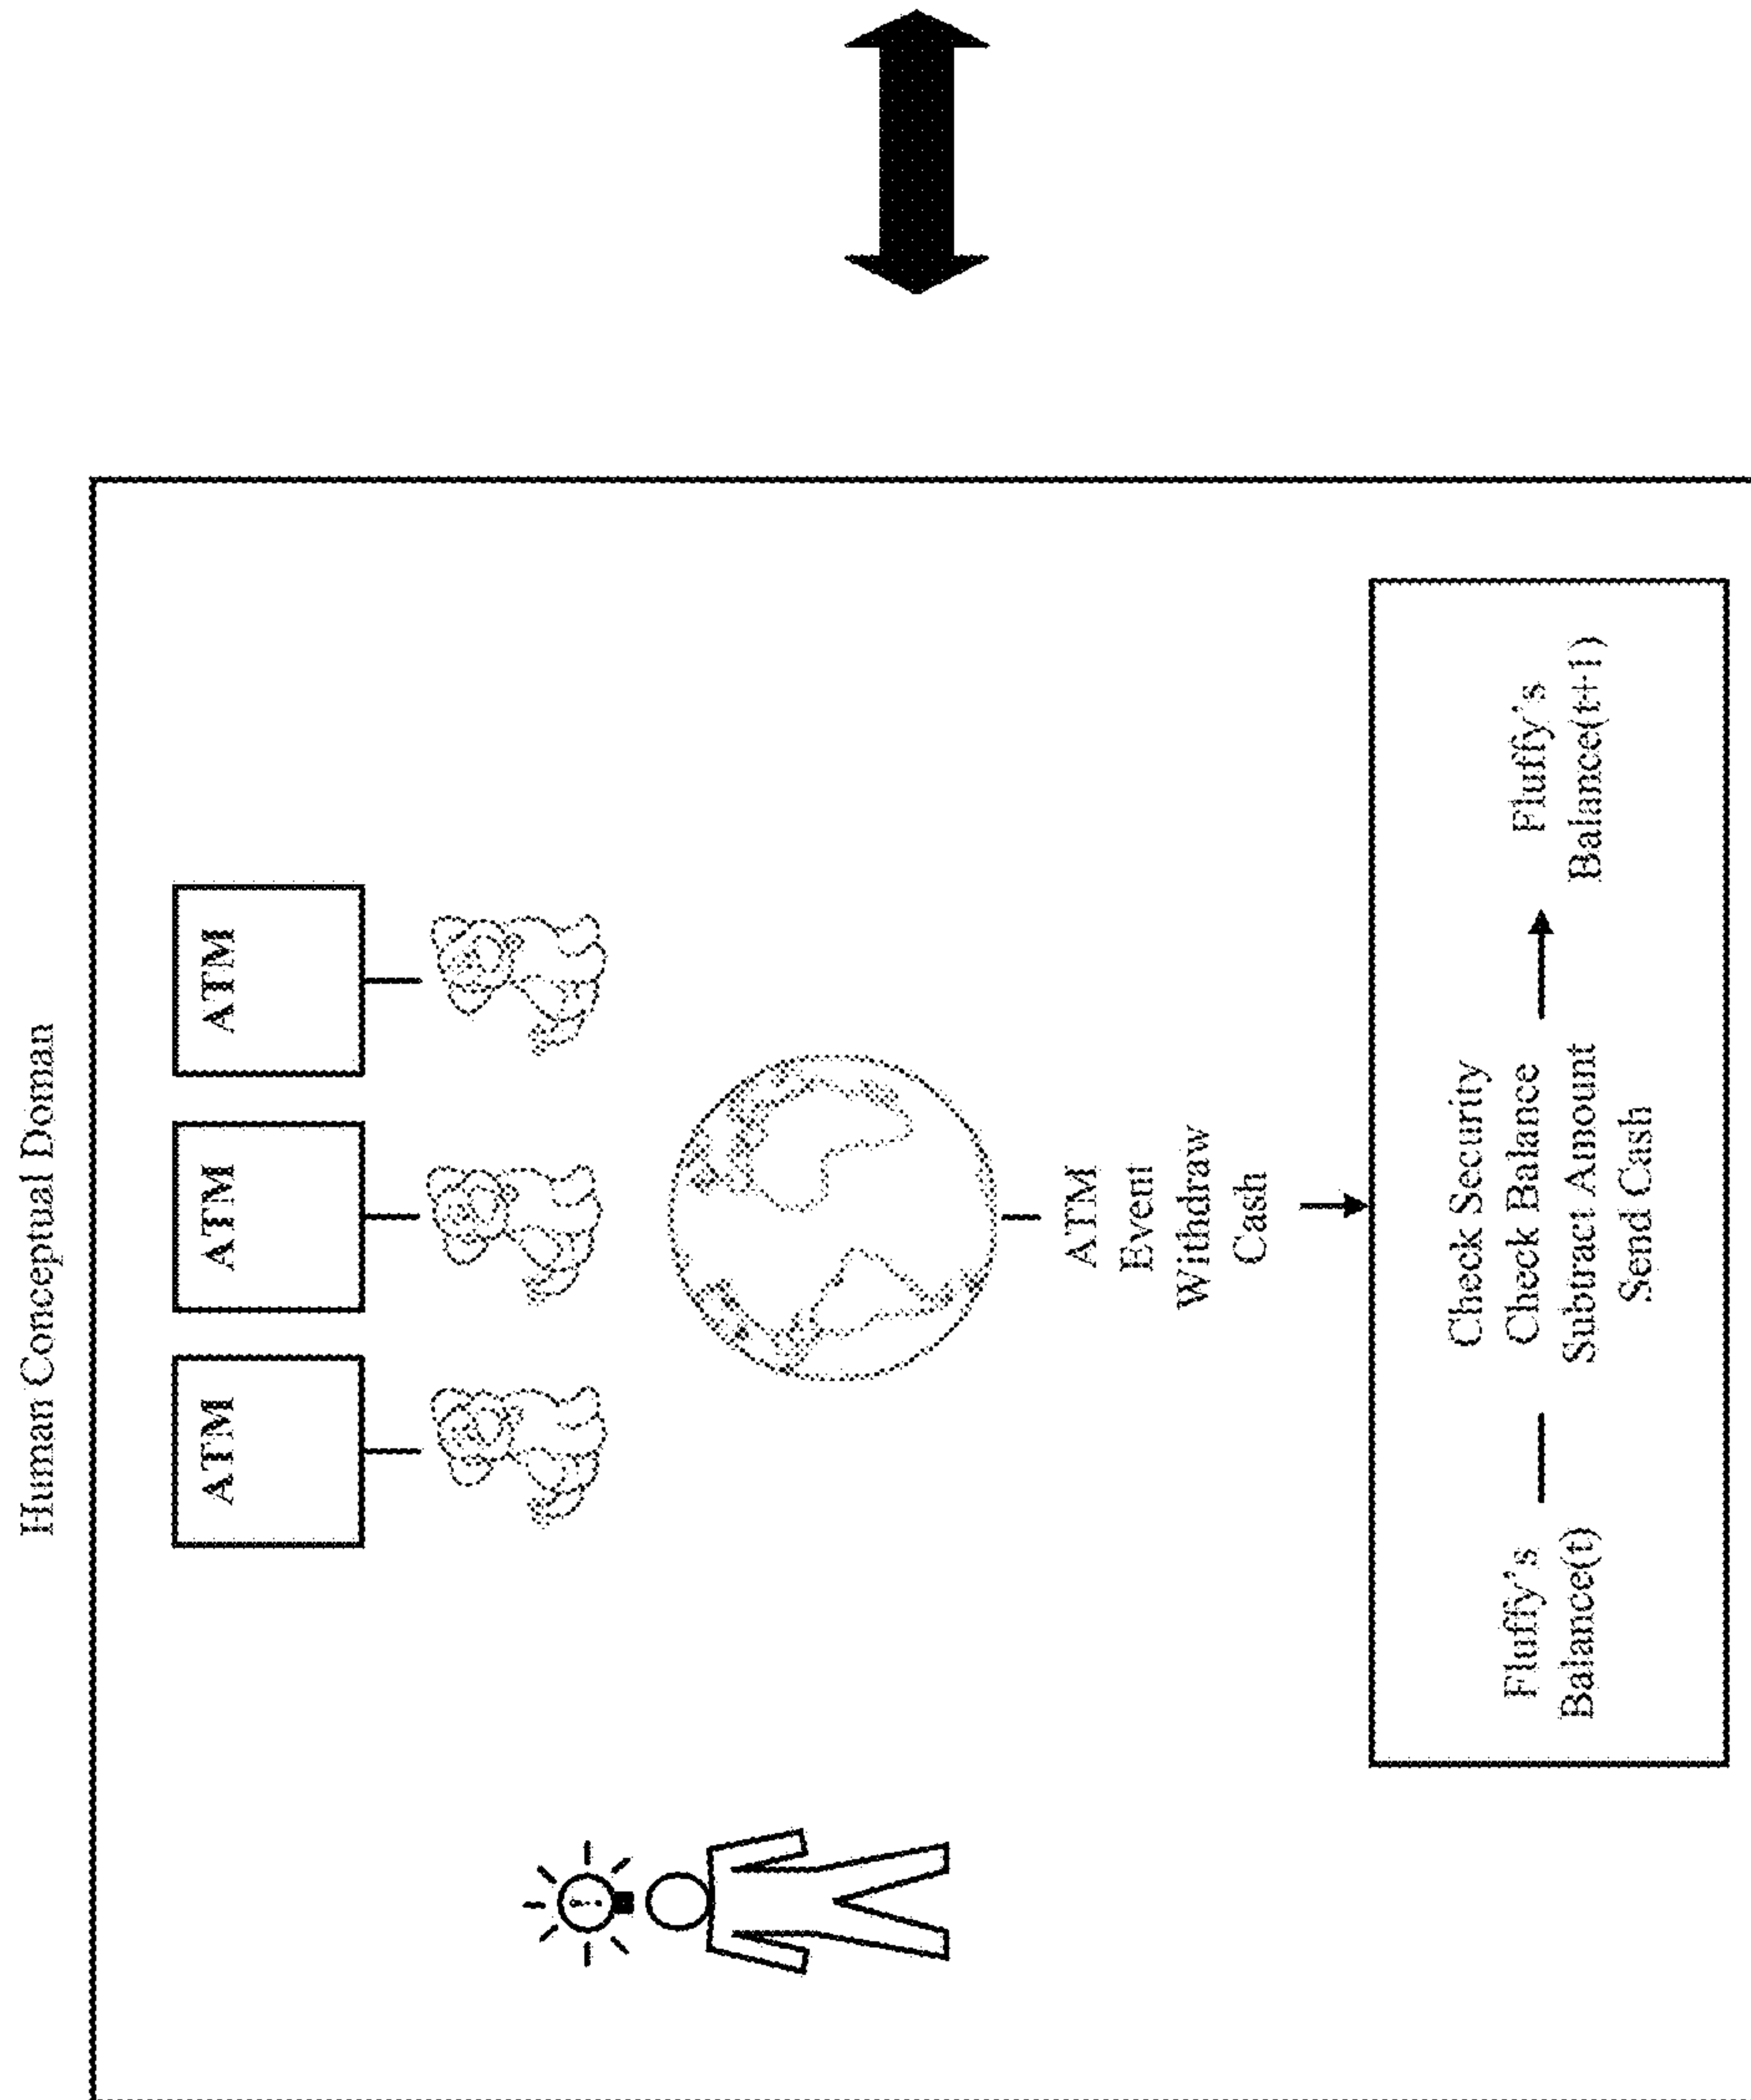 Human Conceptual Doman
ATM
ATM
ATM
ATM
Event
Withdraw
Cash
Fluffy's
Balance(t)
Check Security
Check Balance
Subtract Amount
Send Cash
Fluffy's
Balance(t+1)